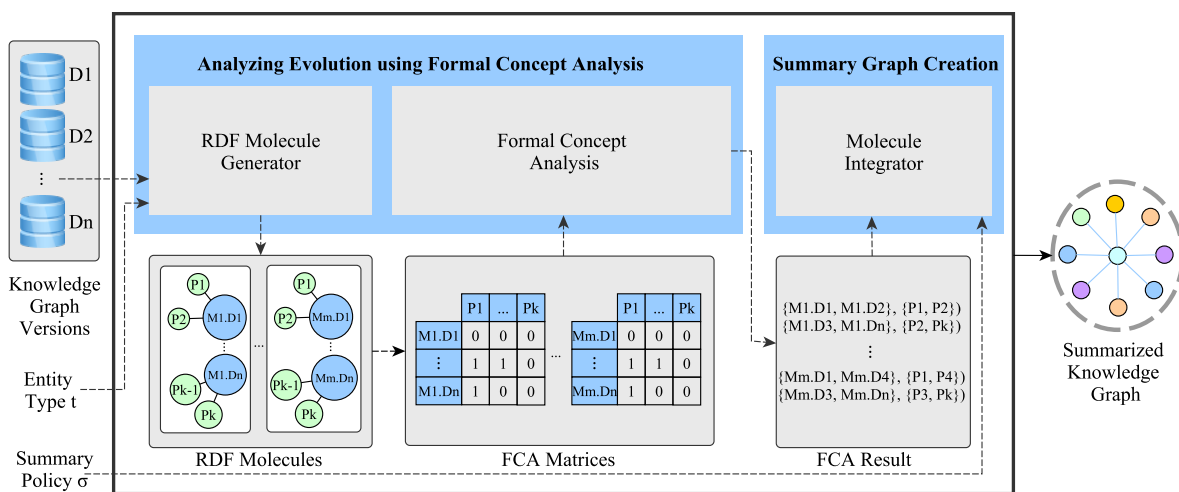 Analyzing Evolution using Formal Concept Analysis
Summary Graph Creation
D1
D2
...
Dn
Knowledge
Graph
Versions
Entity
Type t
Summary
Policy σ
RDF Molecule
Generator
Formal Concept
Analysis
Molecule
Integrator
P1
P2
M1.D1
⋮
M1.Dn
Pk-1
Pk
...
P1
P2
Mm.D1
⋮
Mm.Dn
Pk-1
Pk
RDF Molecules
P1 ... Pk
M1.D1 0 0 0
⋮ 1 1 0
M1.Dn 1 0 0
...
P1 ... Pk
Mm.D1 0 0 0
⋮ 1 1 0
Mm.Dn 1 0 0
FCA Matrices
{M1.D1, M1.D2}, {P1, P2})
{M1.D3, M1.Dn}, {P2, Pk})
⋮
{Mm.D1, Mm.D4}, {P1, P4})
{Mm.D3, Mm.Dn}, {P3, Pk})
FCA Result
Summarized
Knowledge
Graph